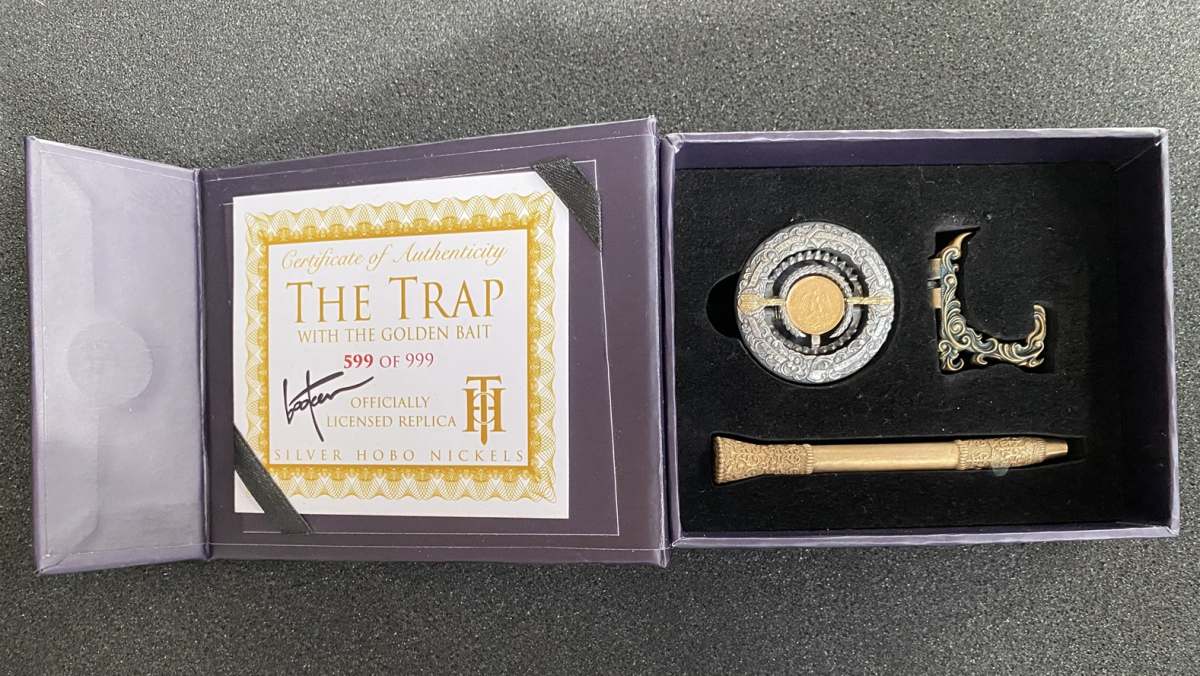 Certificate of Authenticity
THE TRAP
WITH THE GOLDEN BAIT
599 OF 999
OFFICIALLY
LICENSED REPLICA
SILVER HOBO NICKELS